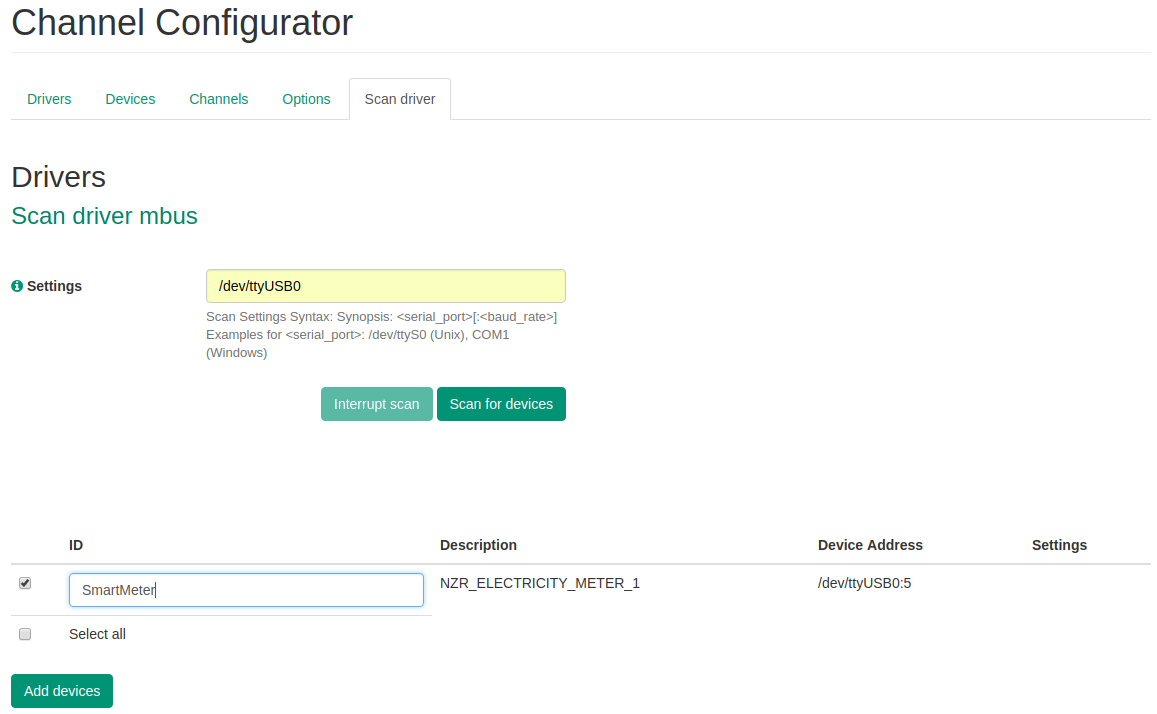 Channel Configurator
Drivers Devices Channels Options Scan driver
Drivers
Scan driver mbus
Settings /dev/ttyUSB0
Scan Settings Syntax: Synopsis: <serial_port>[:<baud_rate>]
Examples for <serial_port>: /dev/ttyS0 (Unix), COM1
(Windows)
Interrupt scan Scan for devices
ID Description Device Address Settings
SmartMeter NZR_ELECTRICITY_METER_1 /dev/ttyUSB0:5
Select all
Add devices